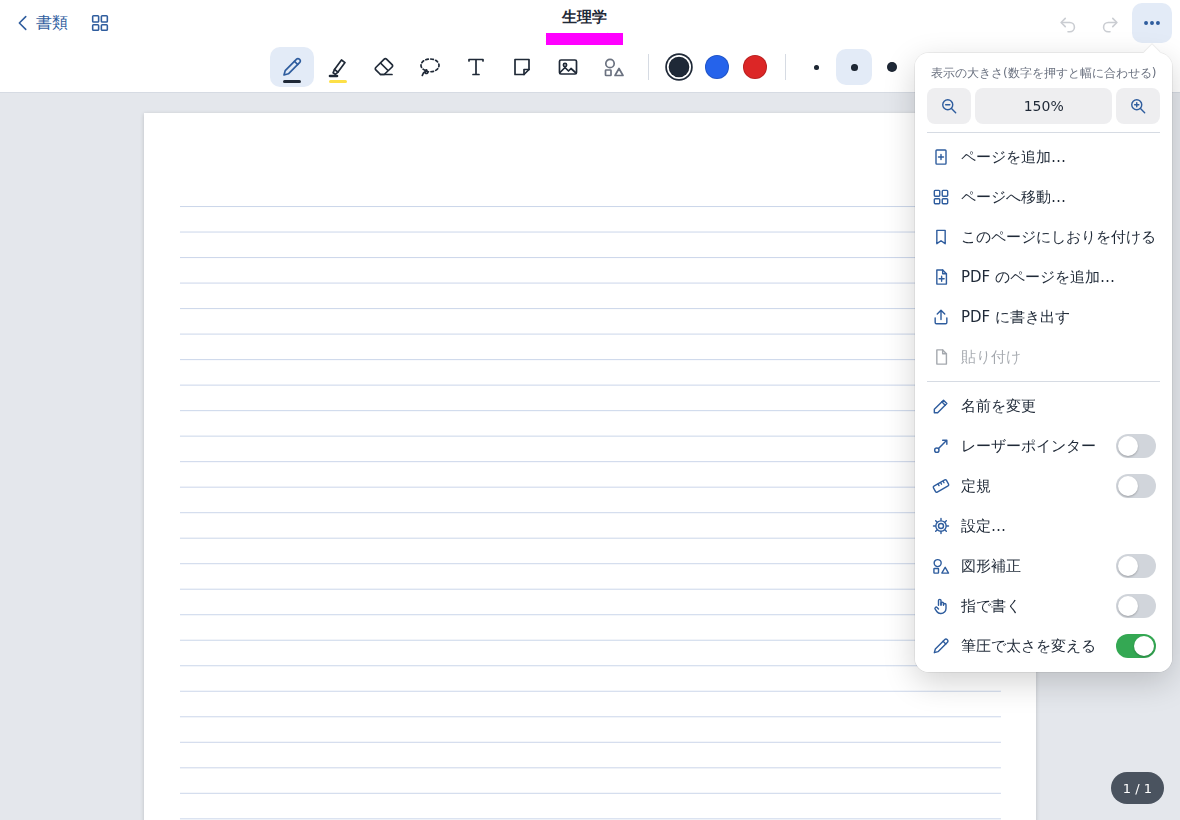 書類
生理学
表示の大きさ(数字を押すと幅に合わせる)
150%
ページを追加…
ページへ移動…
このページにしおりを付ける
PDF のページを追加…
PDF に書き出す
貼り付け
名前を変更
レーザーポインター
定規
設定…
図形補正
指で書く
筆圧で太さを変える
1 / 1